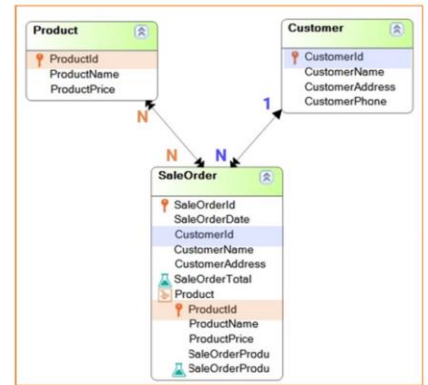 Product
ProductId
ProductName
ProductPrice
Customer
CustomerId
CustomerName
CustomerAddress
CustomerPhone
N
1
N
N
SaleOrder
SaleOrderId
SaleOrderDate
CustomerId
CustomerName
CustomerAddress
SaleOrderTotal
Product
ProductId
ProductName
ProductPrice
SaleOrderProdu
SaleOrderProdu